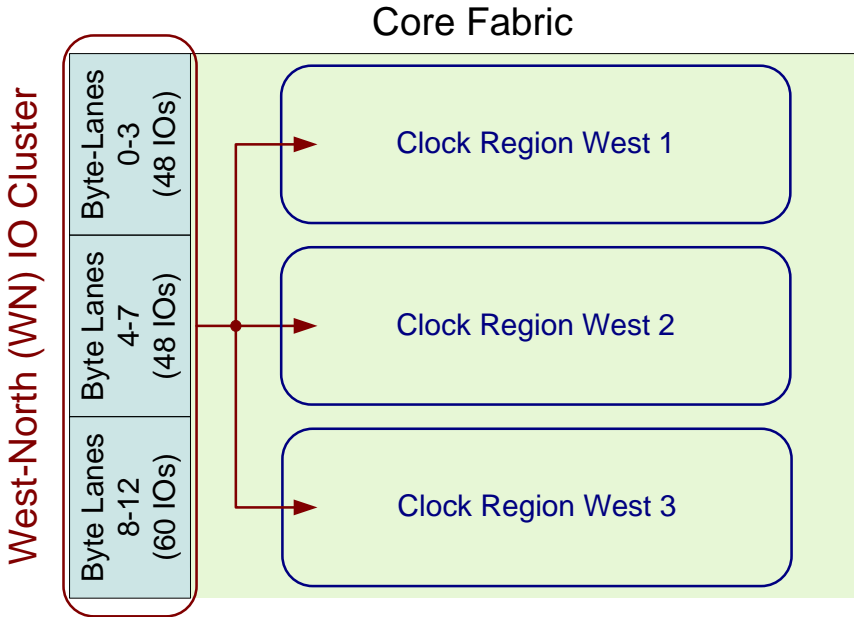 Core Fabric
West-North (WN) IO Cluster
Byte-Lanes
0-3
(48 IOs)
Clock Region West 1
Byte Lanes
4-7
(48 IOs)
Clock Region West 2
Byte Lanes
8-12
(60 IOs)
Clock Region West 3